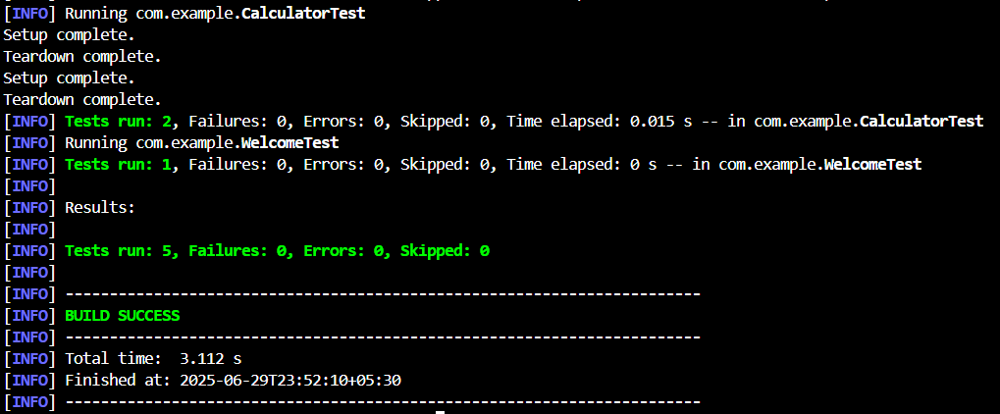 [INFO] Running com.example.CalculatorTest
Setup complete.
Teardown complete.
Setup complete.
Teardown complete.
[INFO] Tests run: 2, Failures: 0, Errors: 0, Skipped: 0, Time elapsed: 0.015 s -- in com.example.CalculatorTest
[INFO] Running com.example.WelcomeTest
[INFO] Tests run: 1, Failures: 0, Errors: 0, Skipped: 0, Time elapsed: 0 s -- in com.example.WelcomeTest
[INFO]
[INFO] Results:
[INFO]
[INFO] Tests run: 5, Failures: 0, Errors: 0, Skipped: 0
[INFO]
[INFO] ------------------------------------------------------------------------
[INFO] BUILD SUCCESS
[INFO] ------------------------------------------------------------------------
[INFO] Total time:  3.112 s
[INFO] Finished at: 2025-06-29T23:52:10+05:30
[INFO] ------------------------------------------------------------------------